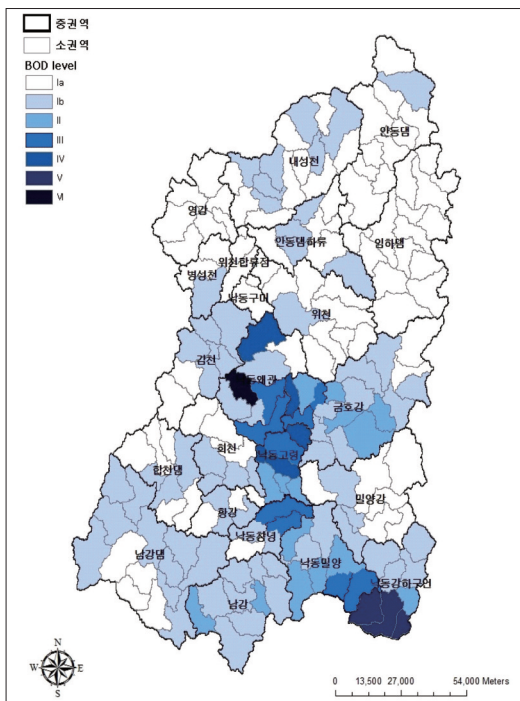 중권역
소권역
BOD level
Ia
Ib
II
III
IV
V
VI
안동댐
내성천
영강
안동댐하류
임하댐
위천합류점
병성천
낙동구미
위천
감천
동왜관
금호강
회천
낙동고령
합천댐
밀양강
황강
낙동창녕
남강댐
낙동밀양
낙동강하구언
남강
N
W E
S
0 13,500 27,000 54,000 Meters